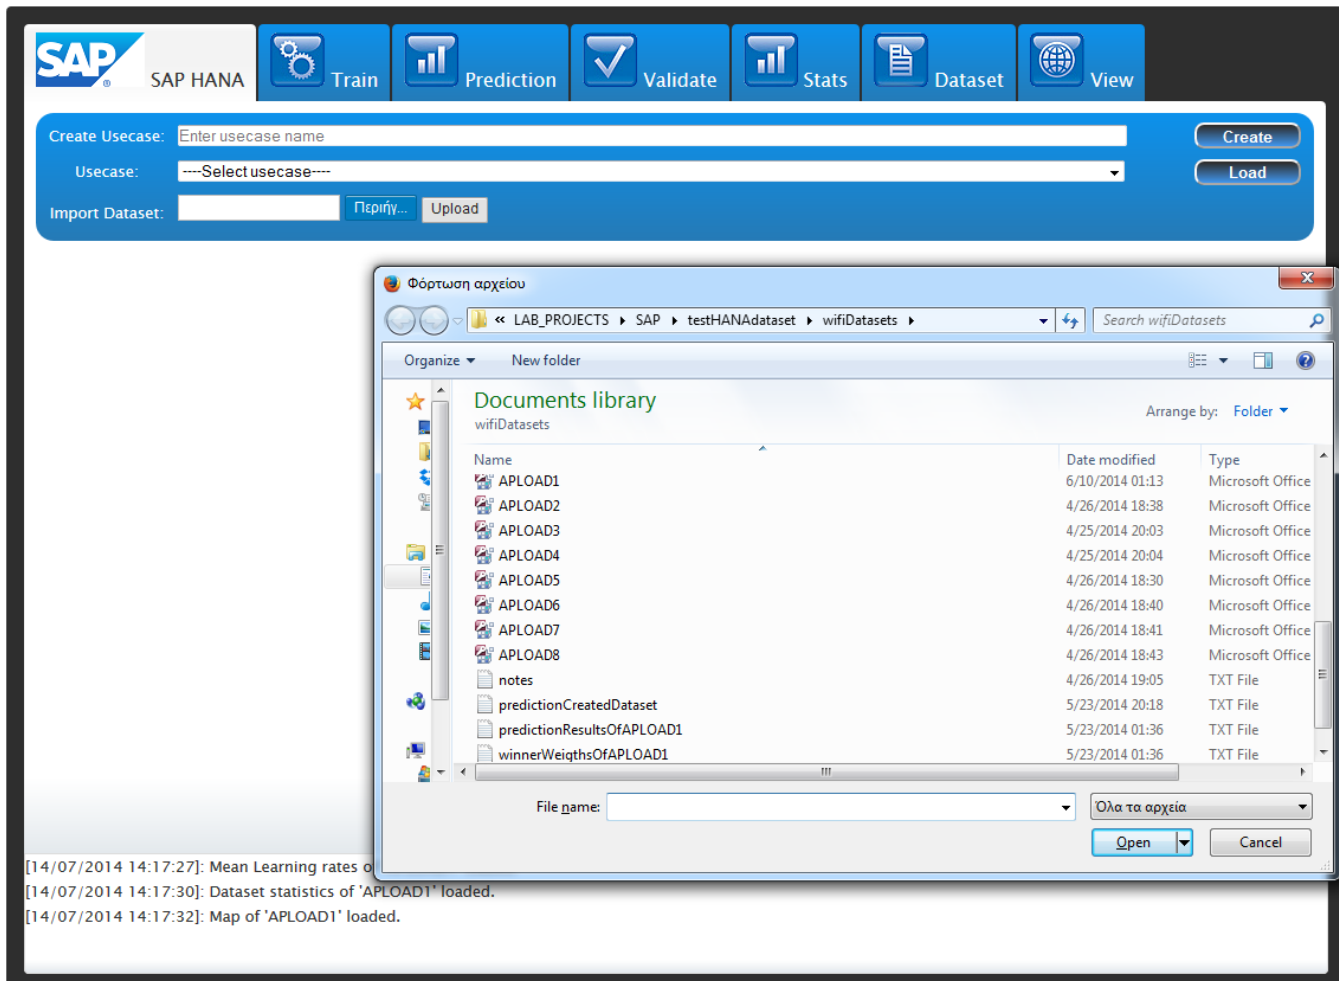 SAP ® SAP HANA Train Prediction Validate Stats Dataset View
Create Usecase: Enter usecase name Create
Usecase: ----Select usecase---- Load
Import Dataset: Περιήγ... Upload
Φόρτωση αρχείου
« LAB_PROJECTS SAP testHANAdataset wifiDatasets Search wifiDatasets
Organize New folder
Documents library
wifiDatasets
Arrange by: Folder
Name Date modified Type
APLOAD1 6/10/2014 01:13 Microsoft Office
APLOAD2 4/26/2014 18:38 Microsoft Office
APLOAD3 4/25/2014 20:03 Microsoft Office
APLOAD4 4/25/2014 20:04 Microsoft Office
APLOAD5 4/26/2014 18:30 Microsoft Office
APLOAD6 4/26/2014 18:40 Microsoft Office
APLOAD7 4/26/2014 18:41 Microsoft Office
APLOAD8 4/26/2014 18:43 Microsoft Office
notes 4/26/2014 19:05 TXT File
predictionCreatedDataset 5/23/2014 20:18 TXT File
predictionResultsOfAPLOAD1 5/23/2014 01:36 TXT File
winnerWeigthsOfAPLOAD1 5/23/2014 01:36 TXT File
File name: Όλα τα αρχεία
Open Cancel
[14/07/2014 14:17:27]: Mean Learning rates o
[14/07/2014 14:17:30]: Dataset statistics of 'APLOAD1' loaded.
[14/07/2014 14:17:32]: Map of 'APLOAD1' loaded.